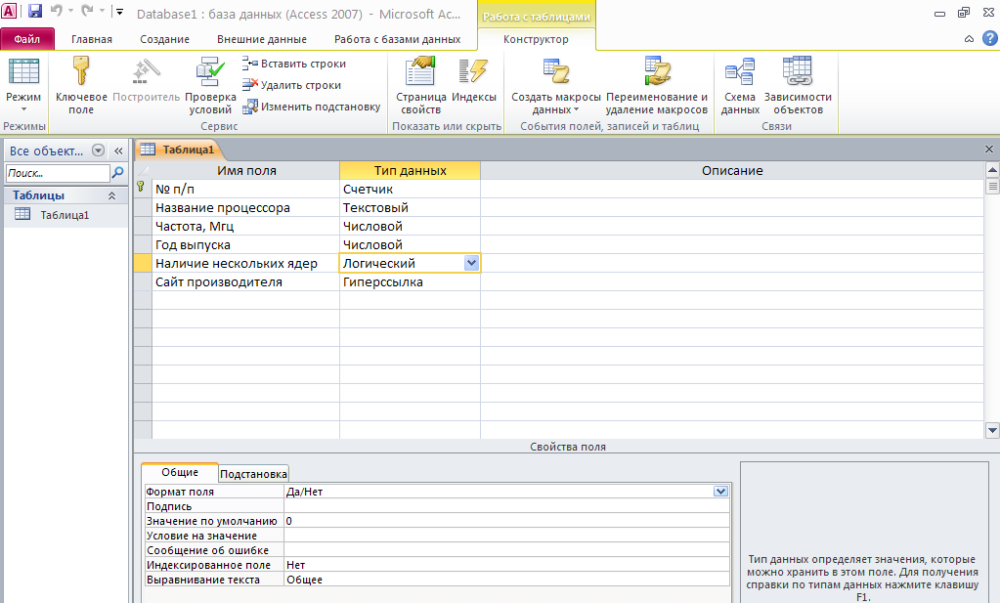 Database1 : база данных (Access 2007) - Microsoft Ac...
Работа с таблицами
Файл Главная Создание Внешние данные Работа с базами данных Конструктор
Режим
Ключевое поле
Построитель
Проверка условий
Вставить строки
Удалить строки
Изменить подстановку
Страница свойств
Индексы
Создать макросы данных
Переименование и удаление макросов
Схема данных
Зависимости объектов
Режимы Сервис Показать или скрыть События полей, записей и таблиц Связи
Все объект... «
Поиск...
Таблицы
Таблица1
Таблица1
Имя поля Тип данных Описание
№ п/п Счетчик
Название процессора Текстовый
Частота, Мгц Числовой
Год выпуска Числовой
Наличие нескольких ядер Логический
Сайт производителя Гиперссылка
Свойства поля
Общие Подстановка
Формат поля Да/Нет
Подпись
Значение по умолчанию 0
Условие на значение
Сообщение об ошибке
Индексированное поле Нет
Выравнивание текста Общее
Тип данных определяет значения, которые
можно хранить в этом поле. Для получения
справки по типам данных нажмите клавишу
F1.